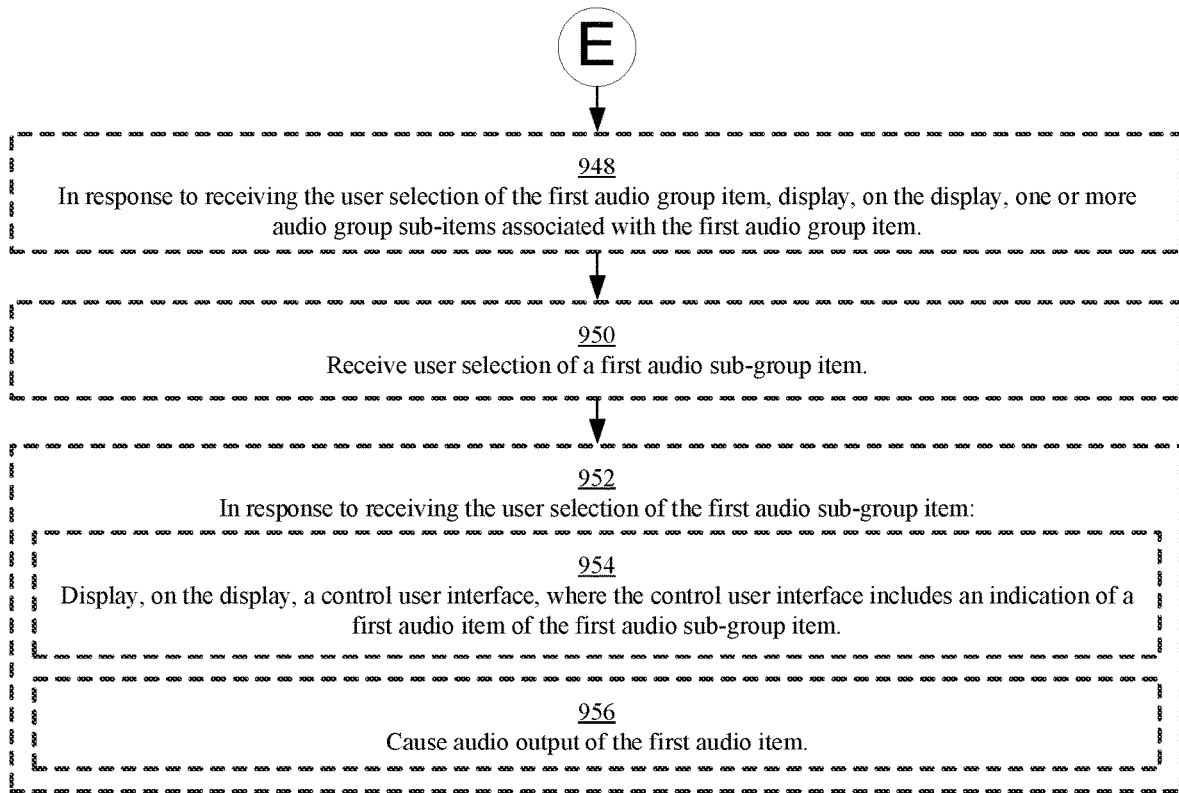 E
948
In response to receiving the user selection of the first audio group item, display, on the display, one or more
audio group sub-items associated with the first audio group item.
950
Receive user selection of a first audio sub-group item.
952
In response to receiving the user selection of the first audio sub-group item:
954
Display, on the display, a control user interface, where the control user interface includes an indication of a
first audio item of the first audio sub-group item.
956
Cause audio output of the first audio item.